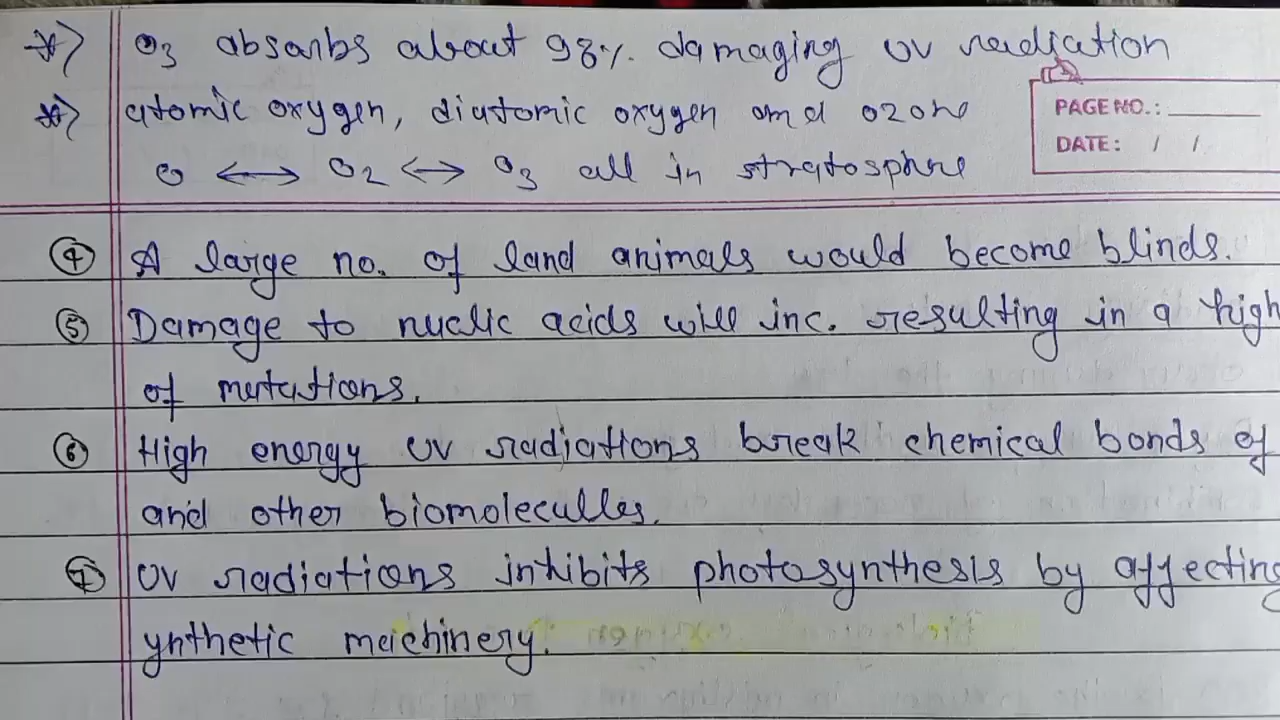 *) O3 absorbs about 98%. damaging UV radiation
*) atomic oxygen, diatomic oxygen and ozone
PAGE NO.:
O <-> O2 <-> O3 all in stratosphre
DATE: / /
④ A large no. of land animals would become blinds.
⑤ Damage to nuclic acids will inc. resulting in a high
of mutations.
⑥ High energy UV radiations break chemical bonds of
and other biomoleculles.
⑦ UV radiations inhibits photosynthesis by affecting
ynthetic machinery.